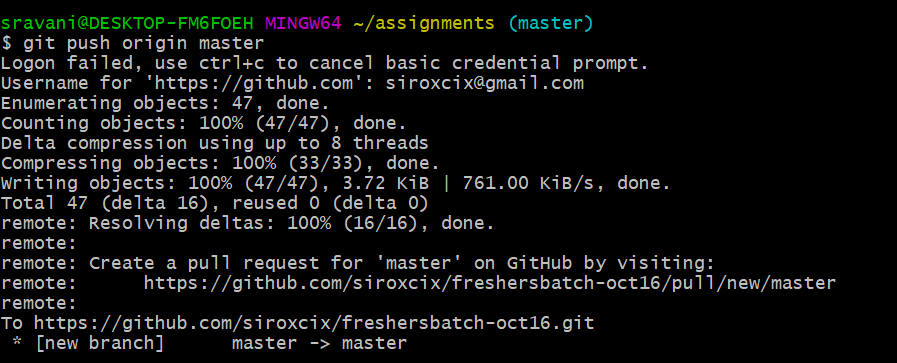 sravani@DESKTOP-FM6FOEH MINGW64 ~/assignments (master)
$ git push origin master
Logon failed, use ctrl+c to cancel basic credential prompt.
Username for 'https://github.com': siroxcix@gmail.com
Enumerating objects: 47, done.
Counting objects: 100% (47/47), done.
Delta compression using up to 8 threads
Compressing objects: 100% (33/33), done.
Writing objects: 100% (47/47), 3.72 KiB | 761.00 KiB/s, done.
Total 47 (delta 16), reused 0 (delta 0)
remote: Resolving deltas: 100% (16/16), done.
remote:
remote: Create a pull request for 'master' on GitHub by visiting:
remote:      https://github.com/siroxcix/freshersbatch-oct16/pull/new/master
remote:
To https://github.com/siroxcix/freshersbatch-oct16.git
 * [new branch]      master -> master